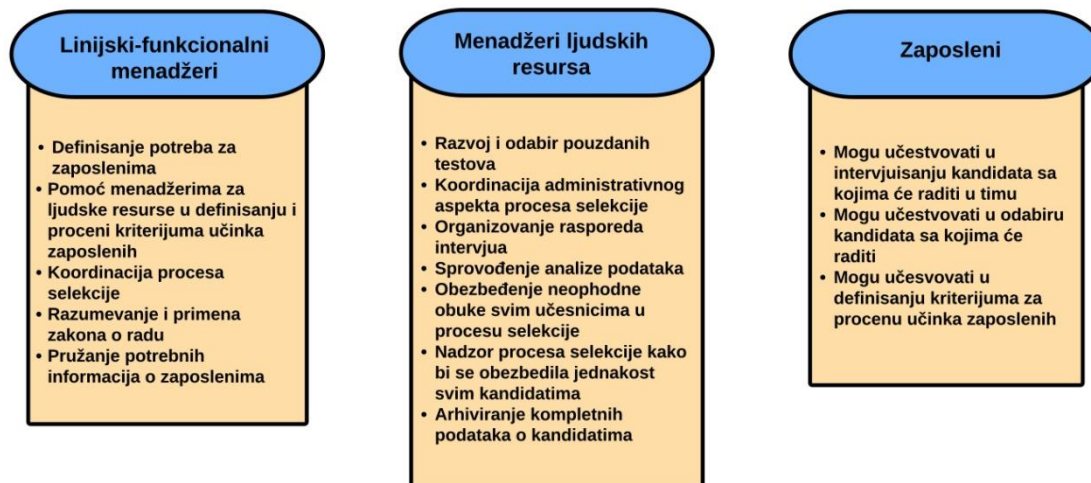 Linijski-funkcionalni
menadžeri
• Definisanje potreba za
zaposlenima
• Pomoć menadžerima za
ljudske resurse u definisanju i
proceni kriterijuma učinka
zaposlenih
• Koordinacija procesa
selekcije
• Razumevanje i primena
zakona o radu
• Pružanje potrebnih
informacija o zaposlenima
Menadžeri ljudskih
resursa
• Razvoj i odabir pouzdanih
testova
• Koordinacija administrativnog
aspekta procesa selekcije
• Organizovanje rasporeda
intervjua
• Sprovođenje analize podataka
• Obezbeđenje neophodne
obuke svim učesnicima u
procesu selekcije
• Nadzor procesa selekcije kako
bi se obezbedila jednakost
svim kandidatima
• Arhiviranje kompletnih
podataka o kandidatima
Zaposleni
• Mogu učestvovati u
intervjuisanju kandidata sa
kojima će raditi u timu
• Mogu učestvovati u odabiru
kandidata sa kojima će
raditi
• Mogu učesvovati u
definisanju kriterijuma za
procenu učinka zaposlenih